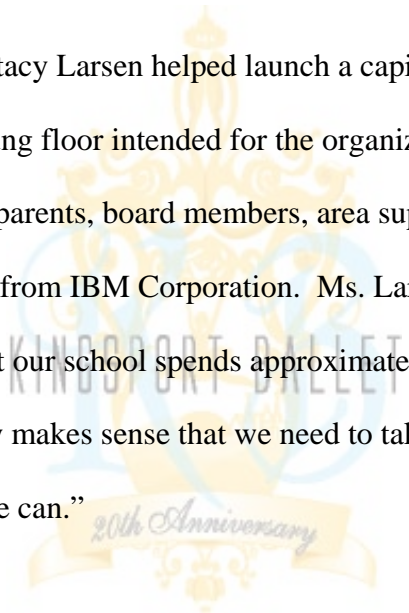 tacy Larsen helped launch a capi
ng floor intended for the organiz
parents, board members, area sup
from IBM Corporation. Ms. Lar
t our school spends approximate
KINGSPORT BALLET
makes sense that we need to tal
e can.”
20th Anniversary